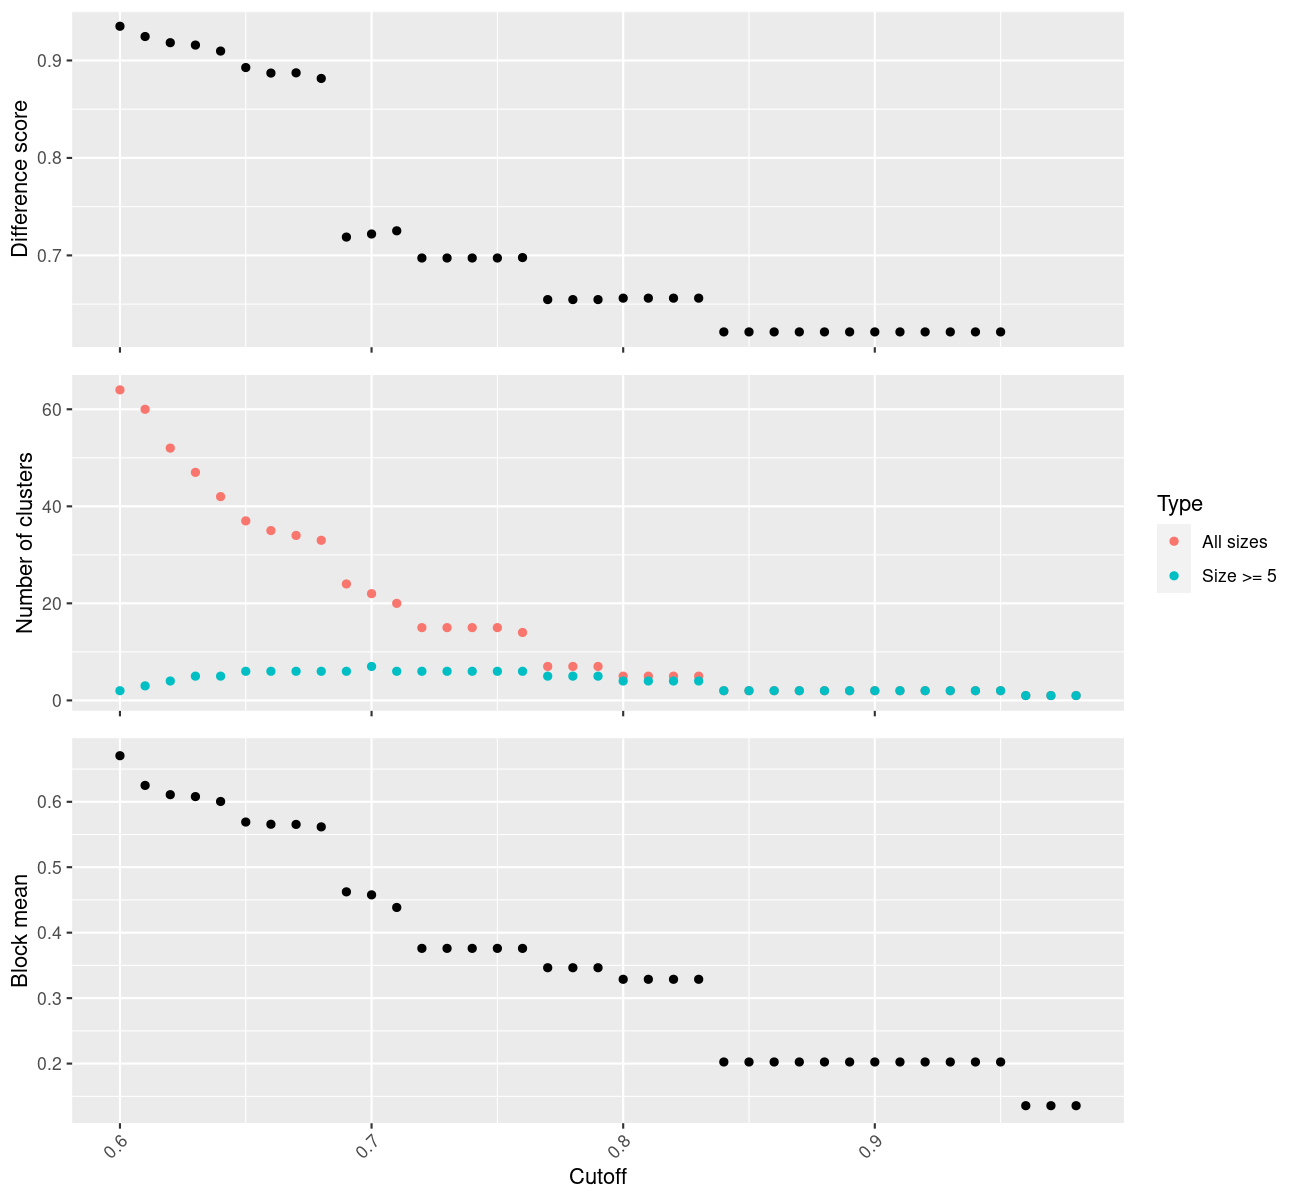 Difference score
0.9
0.8
0.7
Number of clusters
60
40
20
0
Type
All sizes
Size >= 5
Block mean
0.6
0.5
0.4
0.3
0.2
0.6
0.7
0.8
0.9
Cutoff